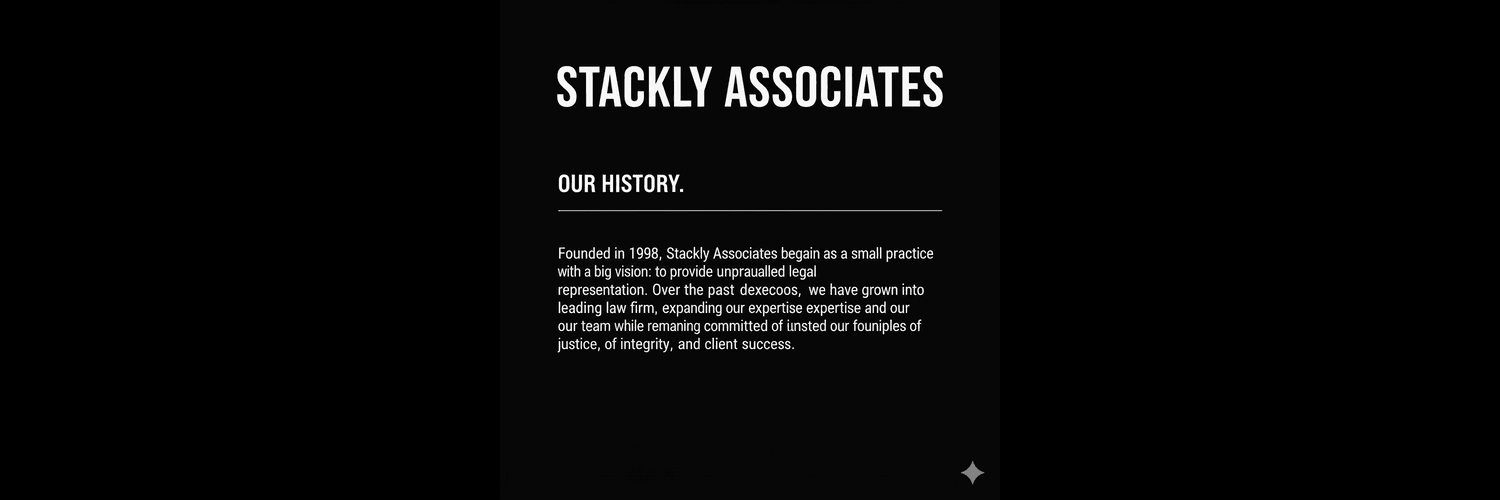 STACKLY ASSOCIATES
OUR HISTORY.
Founded in 1998, Stackly Associates begain as a small practice
with a big vision: to provide unpraualled legal
representation. Over the past dexecoos, we have grown into
leading law firm, expanding our expertise expertise and our
our team while remaning committed of iinsted our founiples of
justice, of integrity, and client success.